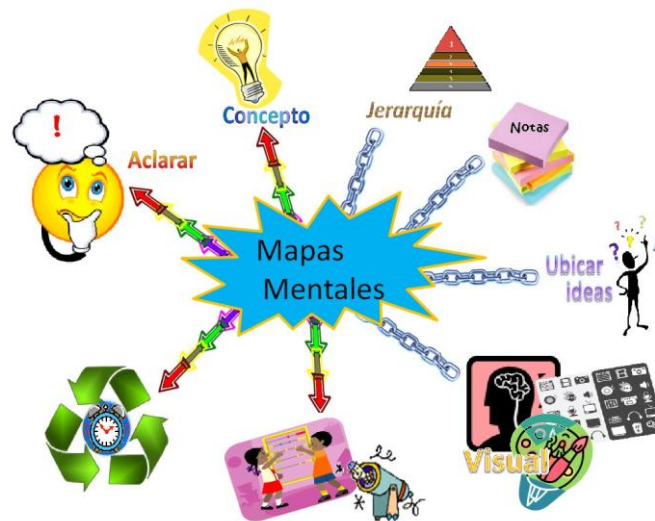 Concepto
Jerarquía
Notas
!
Aclarar
Mapas
Mentales
Ubicar
ideas
Visual